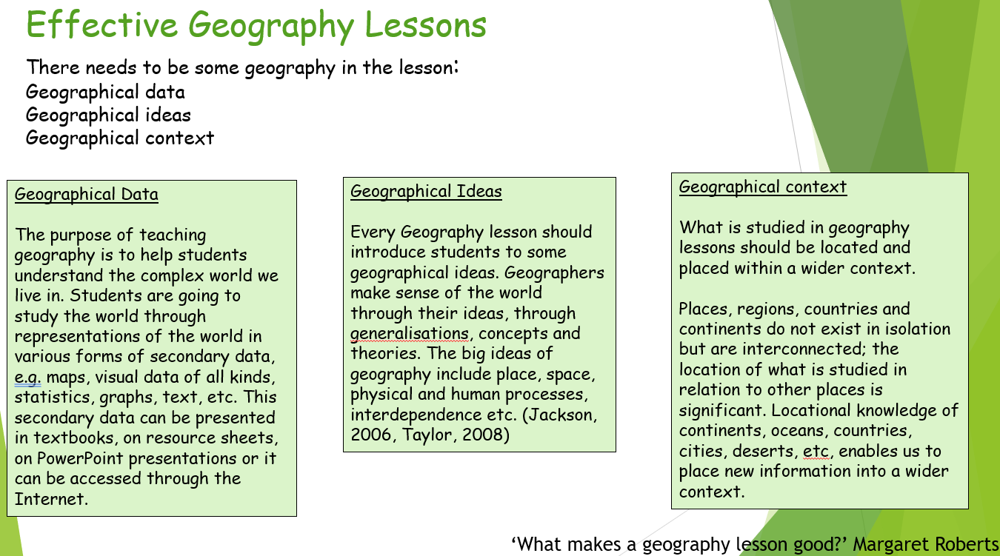 Effective Geography Lessons
There needs to be some geography in the lesson:
Geographical data
Geographical ideas
Geographical context
Geographical Data
The purpose of teaching
geography is to help students
understand the complex world we
live in. Students are going to
study the world through
representations of the world in
various forms of secondary data,
e.g. maps, visual data of all kinds,
statistics, graphs, text, etc. This
secondary data can be presented
in textbooks, on resource sheets,
on PowerPoint presentations or it
can be accessed through the
Internet.
Geographical Ideas
Every Geography lesson should
introduce students to some
geographical ideas. Geographers
make sense of the world
through their ideas, through
generalisations, concepts and
theories. The big ideas of
geography include place, space,
physical and human processes,
interdependence etc. (Jackson,
2006, Taylor, 2008)
Geographical context
What is studied in geography
lessons should be located and
placed within a wider context.
Places, regions, countries and
continents do not exist in isolation
but are interconnected; the
location of what is studied in
relation to other places is
significant. Locational knowledge of
continents, oceans, countries,
cities, deserts, etc, enables us to
place new information into a wider
context.
‘What makes a geography lesson good?’ Margaret Roberts